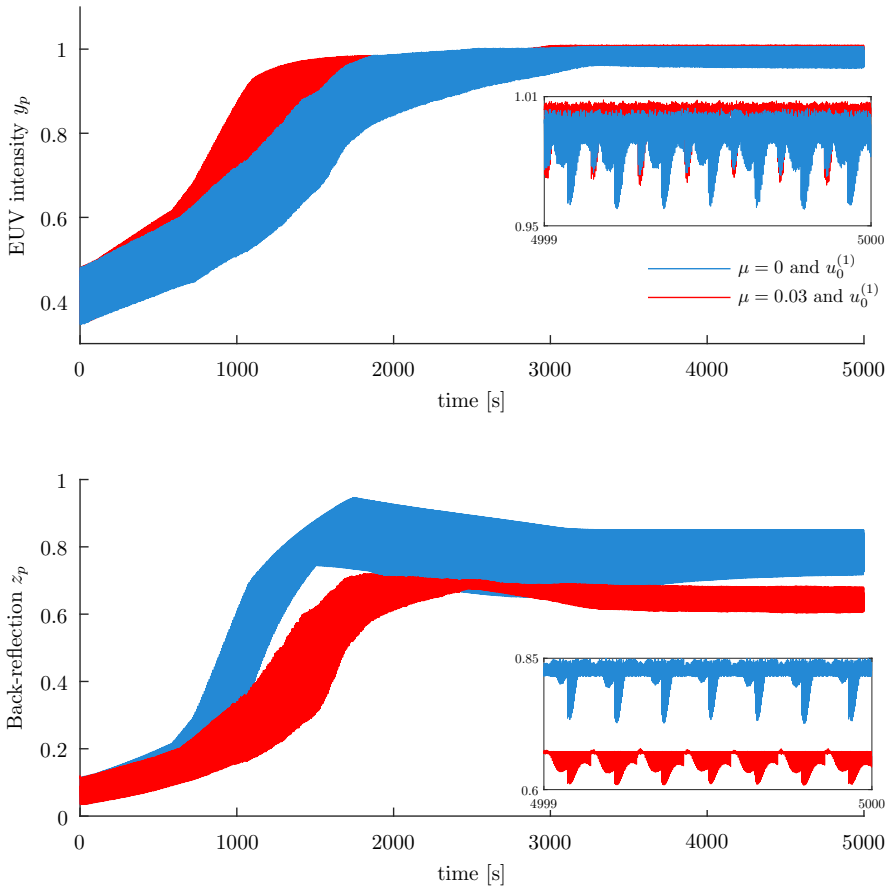 EUV intensity y_p
1
0.8
0.6
0.4
0 1000 2000 3000 4000 5000
time [s]
1.01
0.95
4999 5000
μ = 0 and u_0^{(1)}
μ = 0.03 and u_0^{(1)}
Back-reflection z_p
1
0.8
0.6
0.4
0.2
0
0 1000 2000 3000 4000 5000
time [s]
0.85
0.6
4999 5000